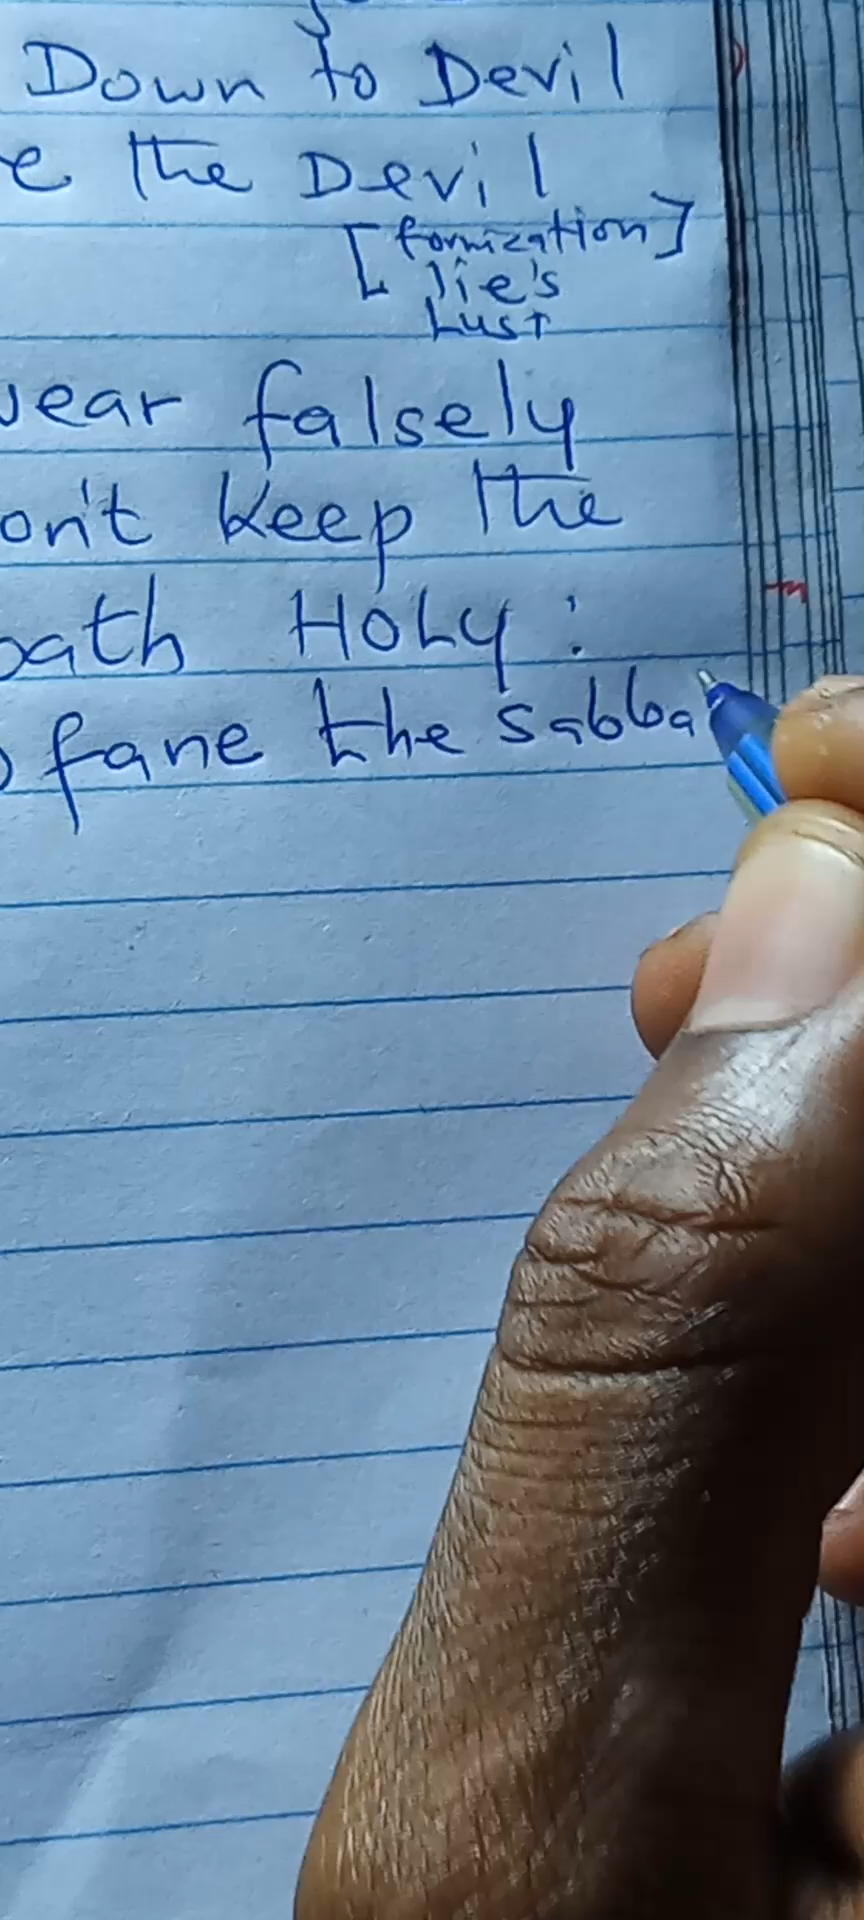 Down to Devil
e the Devil
[fornication]
lie's
Lust
ear falsely
on't keep the
bath HOLY :
fane the sabba